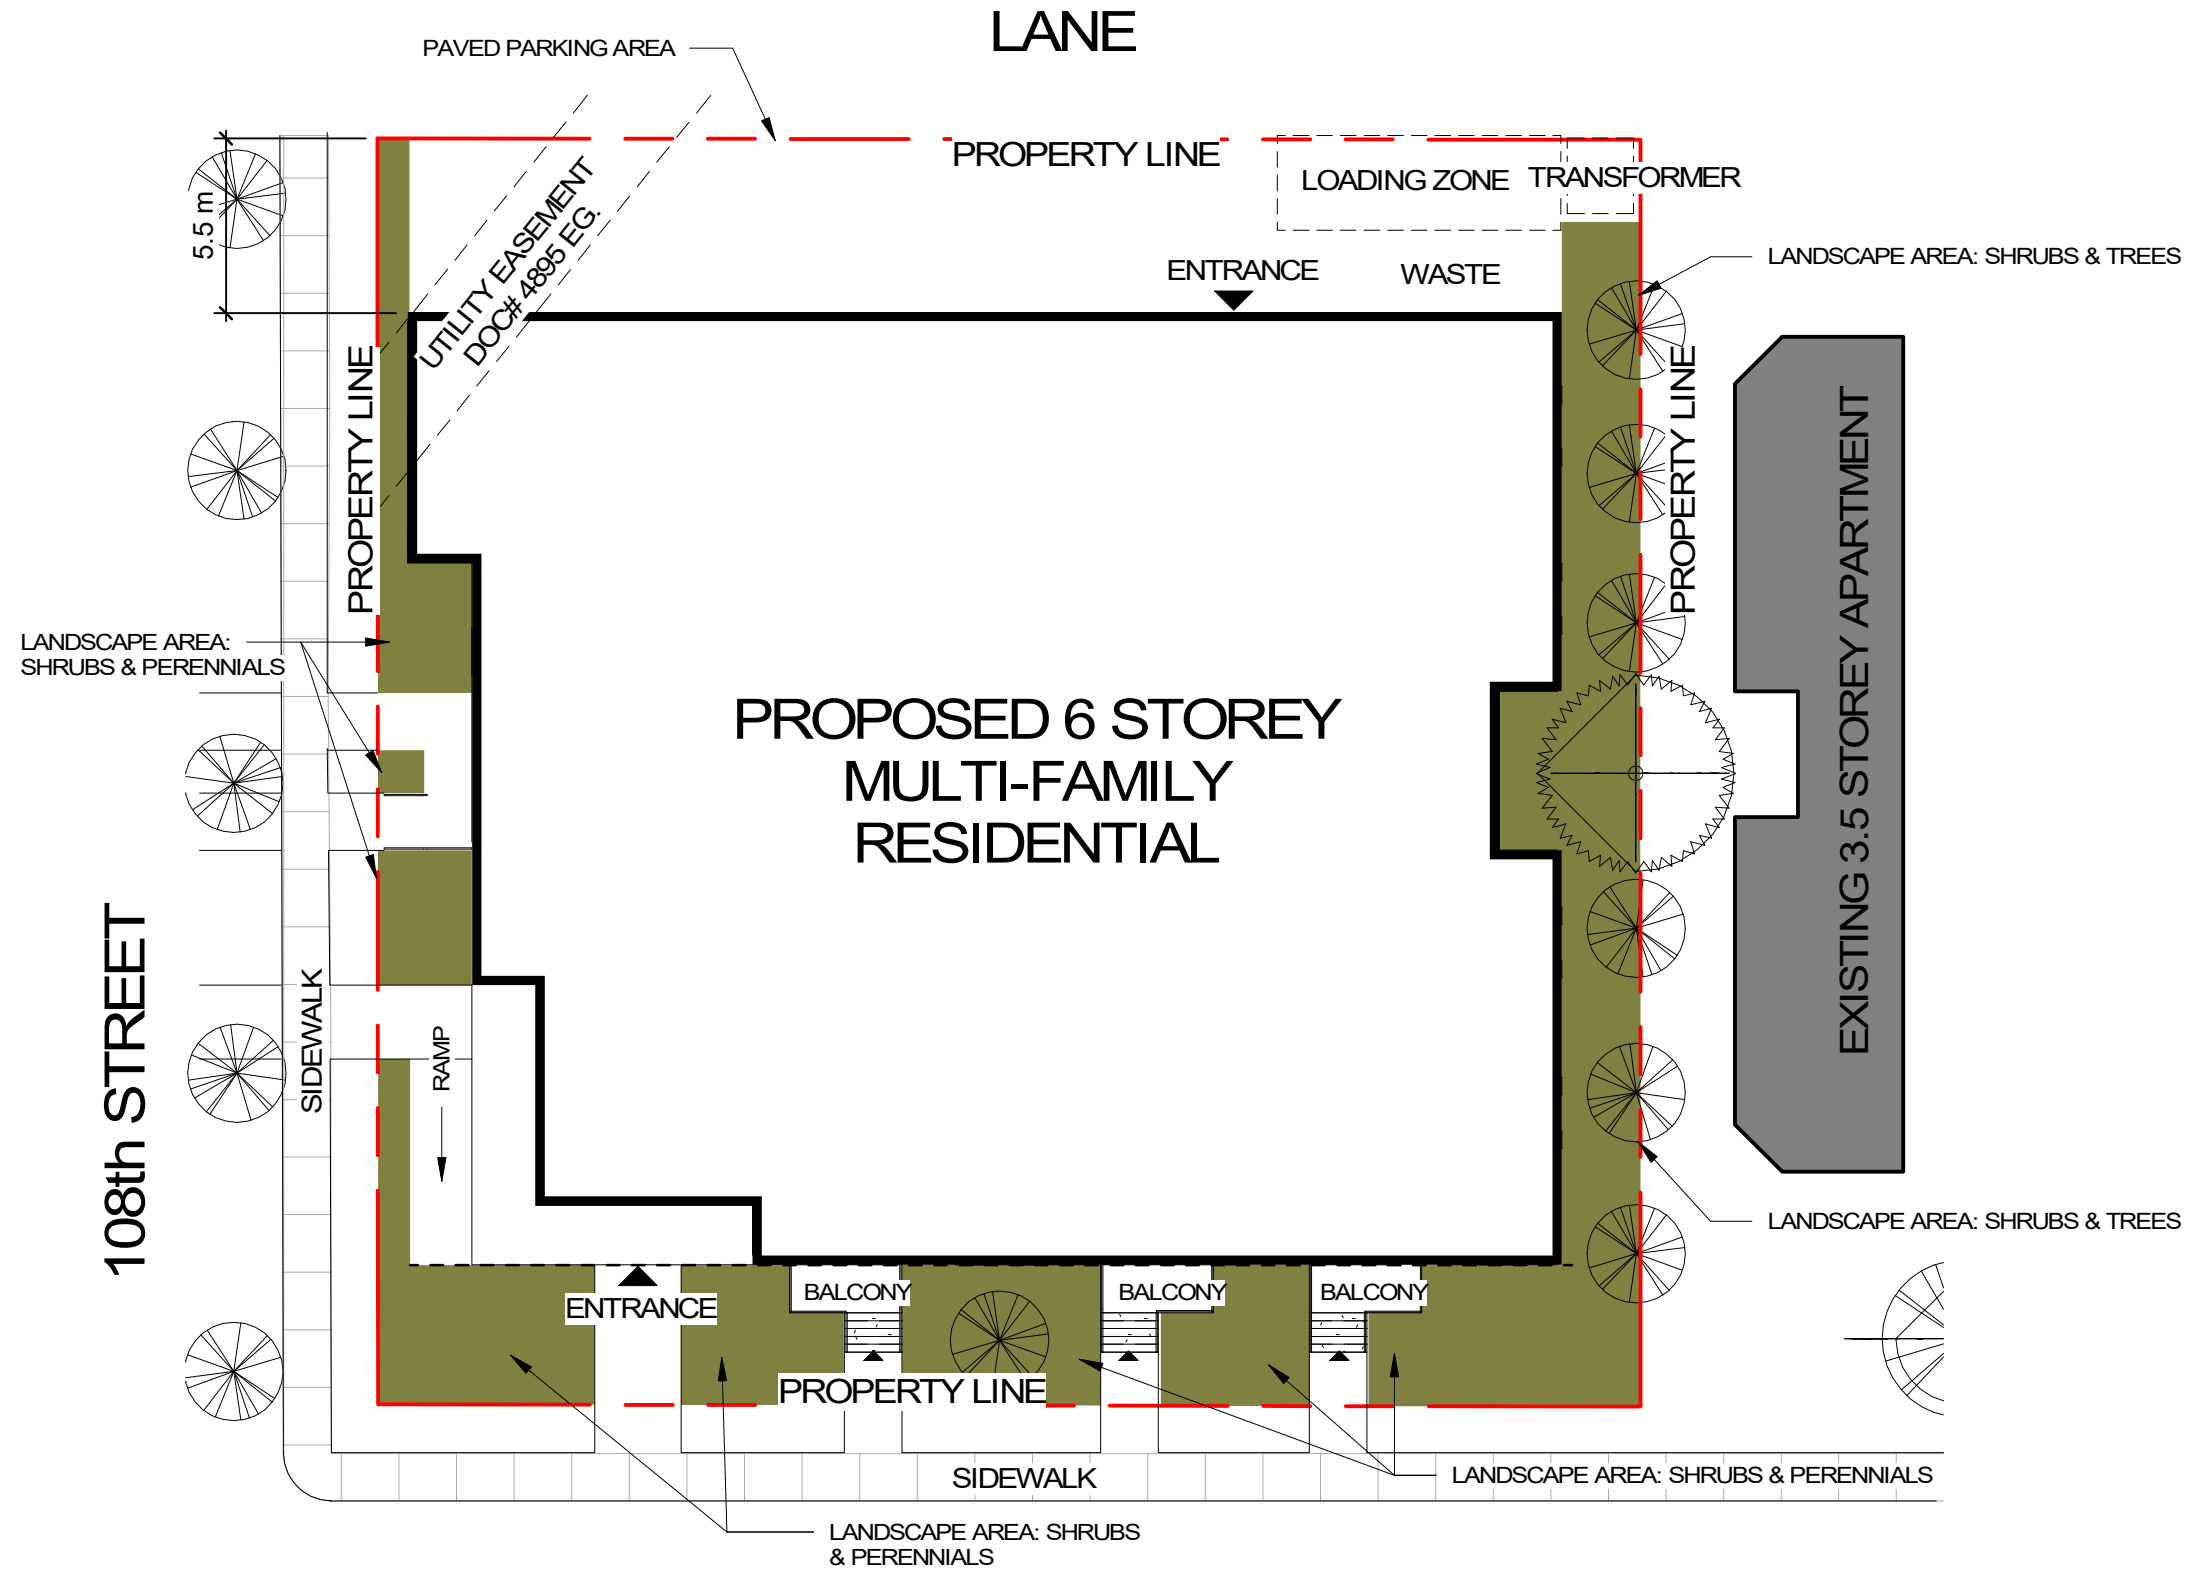 LANE
PAVED PARKING AREA
PROPERTY LINE
LOADING ZONE
TRANSFORMER
5.5 m
UTILITY EASEMENT
DOC# 4895 EG.
ENTRANCE
WASTE
LANDSCAPE AREA: SHRUBS & TREES
PROPERTY LINE
PROPERTY LINE
EXISTING 3.5 STOREY APARTMENT
LANDSCAPE AREA:
SHRUBS & PERENNIALS
PROPOSED 6 STOREY
MULTI-FAMILY
RESIDENTIAL
108th STREET
SIDEWALK
RAMP
LANDSCAPE AREA: SHRUBS & TREES
ENTRANCE
BALCONY
BALCONY
BALCONY
PROPERTY LINE
SIDEWALK
LANDSCAPE AREA: SHRUBS & PERENNIALS
LANDSCAPE AREA: SHRUBS
& PERENNIALS